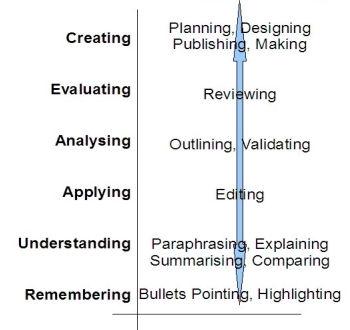 Creating Planning, Designing
Publishing, Making
Evaluating Reviewing
Analysing Outlining, Validating
Applying Editing
Understanding Paraphrasing, Explaining
Summarising, Comparing
Remembering Bullets Pointing, Highlighting